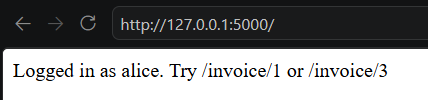 http://127.0.0.1:5000/
Logged in as alice. Try /invoice/1 or /invoice/3